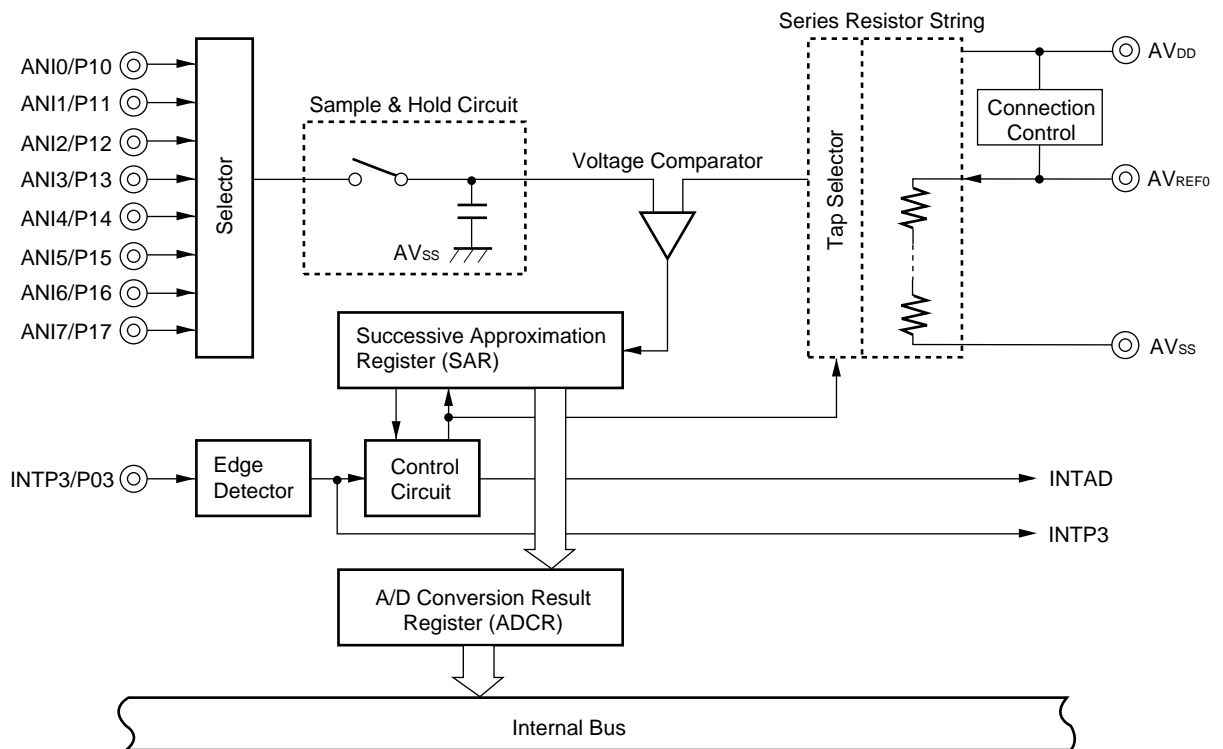 Series Resistor String
ANI0/P10
ANI1/P11
ANI2/P12
ANI3/P13
ANI4/P14
ANI5/P15
ANI6/P16
ANI7/P17
Selector
Sample & Hold Circuit
AVSS
Voltage Comparator
Tap Selector
AVDD
Connection
Control
AVREF0
AVSS
Successive Approximation
Register (SAR)
INTP3/P03
Edge
Detector
Control
Circuit
INTAD
INTP3
A/D Conversion Result
Register (ADCR)
Internal Bus